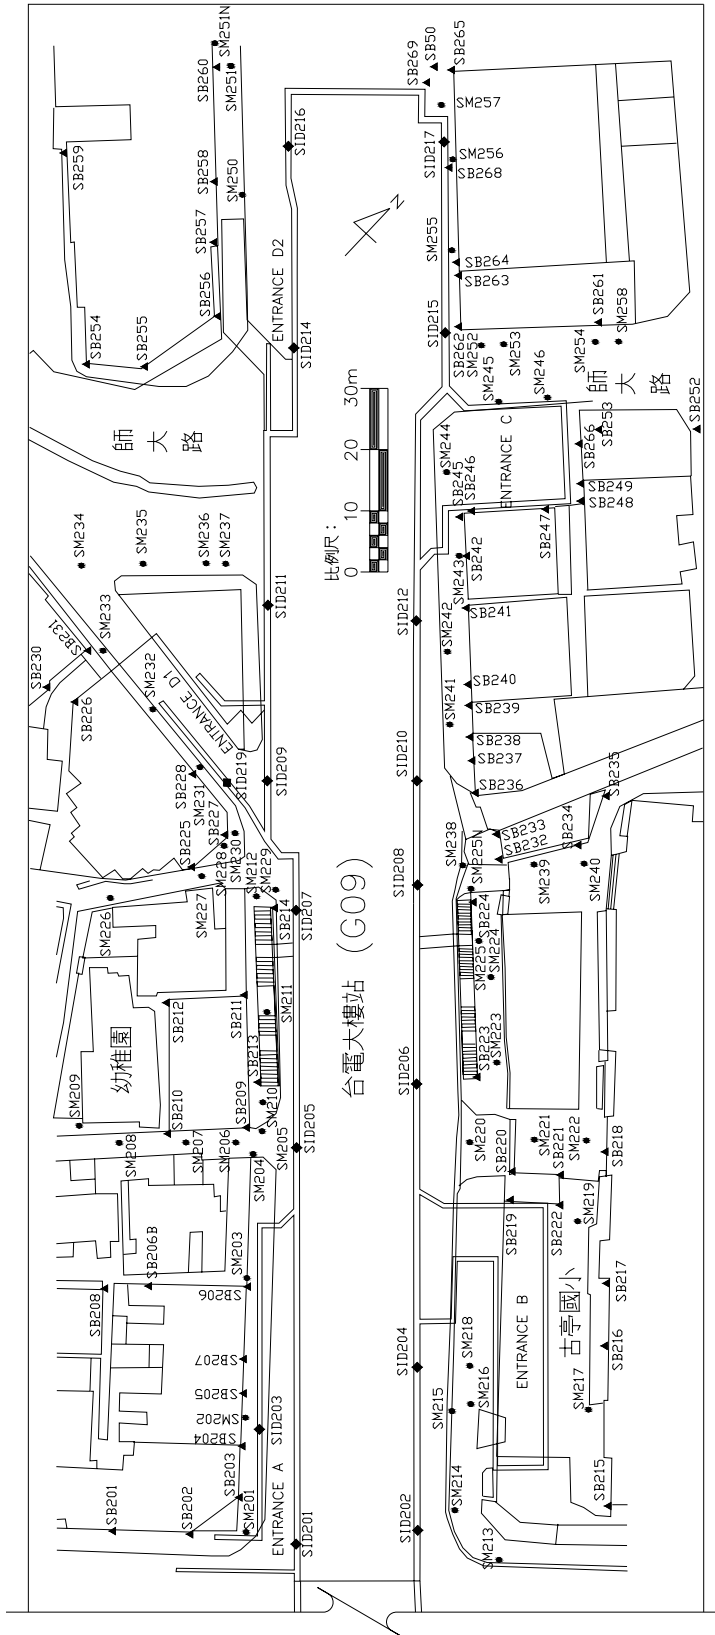 SM251N
SB260
SM251
SB269
SB50
SB265
SM257
SID216
SID217
SM256
SB268
SB259
SB258
SM250
SB257
SM255
N
SB264
SB263
ENTRANCE D2
SB256
SB261
SM258
SB254
SB255
SID214
SID215
SB262
SM252
SM253
SM254
SM245
SM246
師大路
30m
師大路
SB252
SB253
SB266
ENTRANCE C
SM244
師大路
20
SB245
SB246
SB249
SB248
10
SB247
比例尺：
0
SM234
SM235
SM236
SM237
SM243
SB242
SID211
SID212
SB241
SM233
SB231
SM242
SB230
SM232
ENTRANCE D1
SB226
SM241
SB240
SB239
SB238
SB237
SID219
SID209
SID210
SB228
SM231
SB236
SB235
SB227
SM230
SB225
SM228
SM238
SB233
SB232
SB234
SM212
SM229
SID208
SM225N
SM239
SM240
SM226
SM227
SB214
SID207
SB224
SM224
SM225
台電大樓站 (G09)
SB212
SB211
SM211
幼稚園
SB213
SB223
SM223
SID206
SM209
SB210
SB209
SM210
SM208
SM207
SM206
SM205
SID205
SM220
SB220
SM221
SB221
SM222
SB218
SM204
SB219
SB222
SM219
SB206B
SM203
SB208
SB206
古亭國小
SB217
ENTRANCE B
SB207
SID204
SM218
SB216
SB205
SM202
SB204
SID203
SM215
SM216
SM217
SB203
SM201
ENTRANCE A
SB201
SB202
SID201
SID202
SM214
SB215
SM213